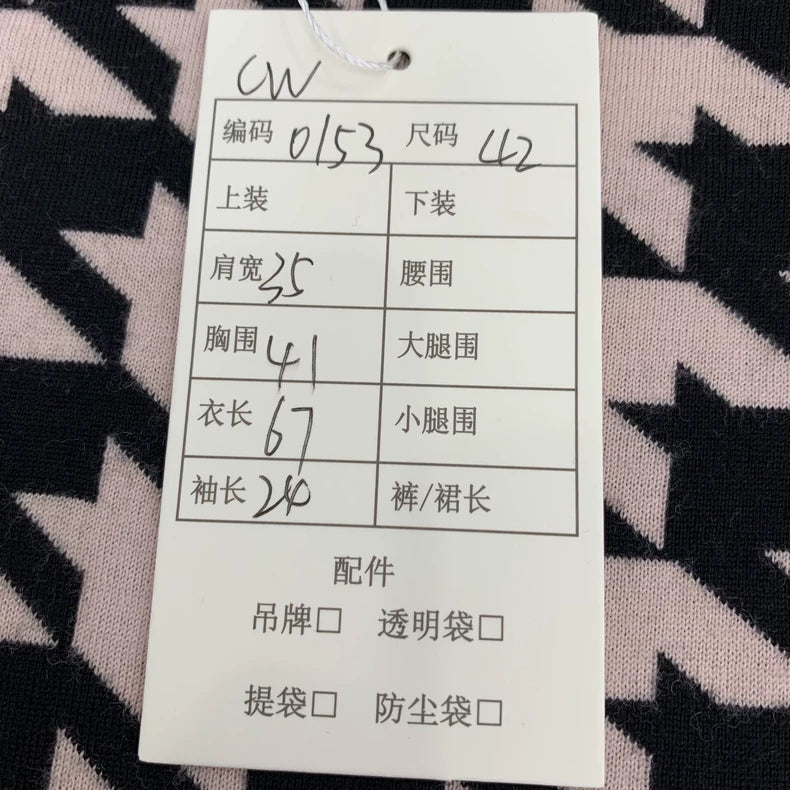 CW
编码 0153 尺码 42
上装 下装
肩宽 35 腰围
胸围 41 大腿围
衣长 67 小腿围
袖长 24 裤/裙长
配件
吊牌□ 透明袋□
提袋□ 防尘袋□